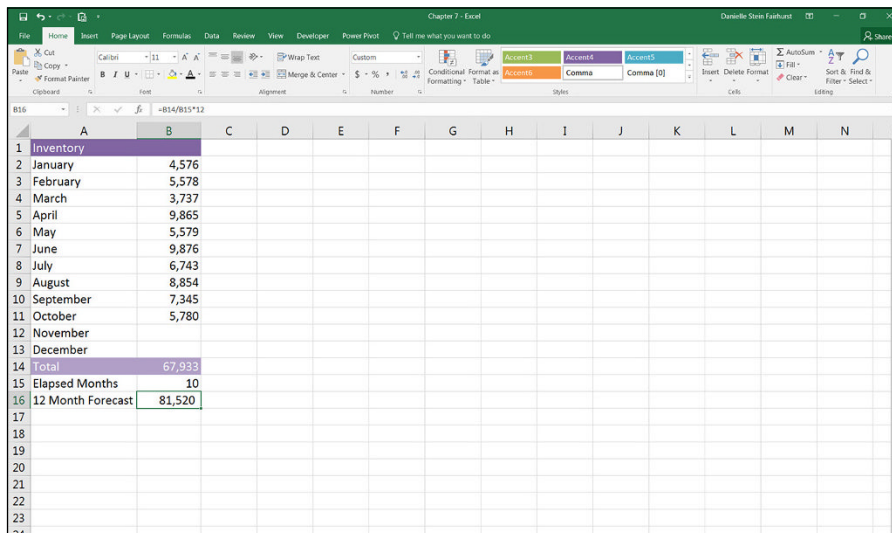 Chapter 7 - Excel
Danielle Stein Fairhurst
File Home Insert Page Layout Formulas Data Review View Developer Power Pivot Tell me what you want to do Share
Cut
Copy
Format Painter
Paste
Clipboard
Calibri 11
B I U
Font
Wrap Text
Merge & Center
Alignment
Custom
$ % ,
Number
Conditional Formatting
Format as Table
Accent3 Accent4 Accent5
Accent6 Comma Comma [0]
Styles
Insert Delete Format
Cells
AutoSum
Fill
Clear
Sort & Filter
Find & Select
Editing
B16 fx =B14/B15*12
A B C D E F G H I J K L M N
1 Inventory
2 January 4,576
3 February 5,578
4 March 3,737
5 April 9,865
6 May 5,579
7 June 9,876
8 July 6,743
9 August 8,854
10 September 7,345
11 October 5,780
12 November
13 December
14 Total 67,933
15 Elapsed Months 10
16 12 Month Forecast 81,520
17
18
19
20
21
22
23
24